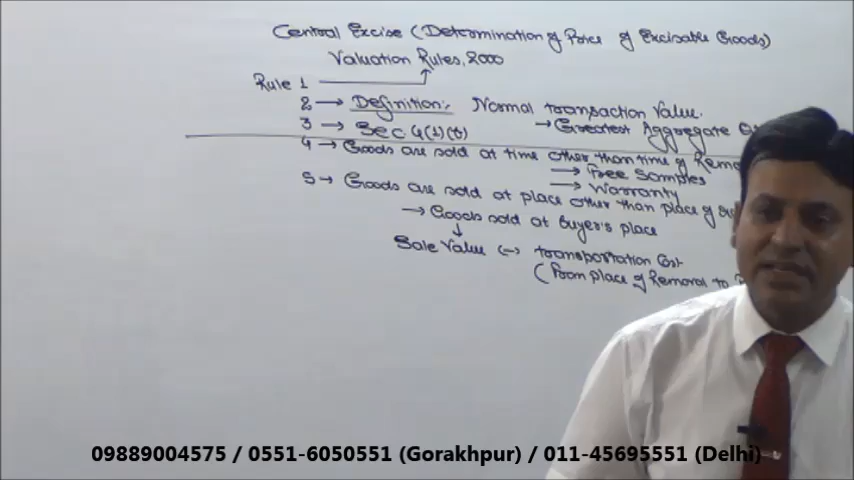 Central Excise (Determination of Price of Excisable Goods)
Valuation Rules, 2000
Rule 1
2 → Definition:- Normal transaction Value.
→ Greatest Aggregate
3 → Sec 4(1)(b)
4 → Goods are sold at time other than time of Remo
→ Free Samples
→ Warranty
5 → Goods are sold at place other than place of
→ Goods sold at buyer's place
↓
Sale Value (-) transportation Cost
(From place of Removal to
09889004575 / 0551-6050551 (Gorakhpur) / 011-45695551 (Delhi)